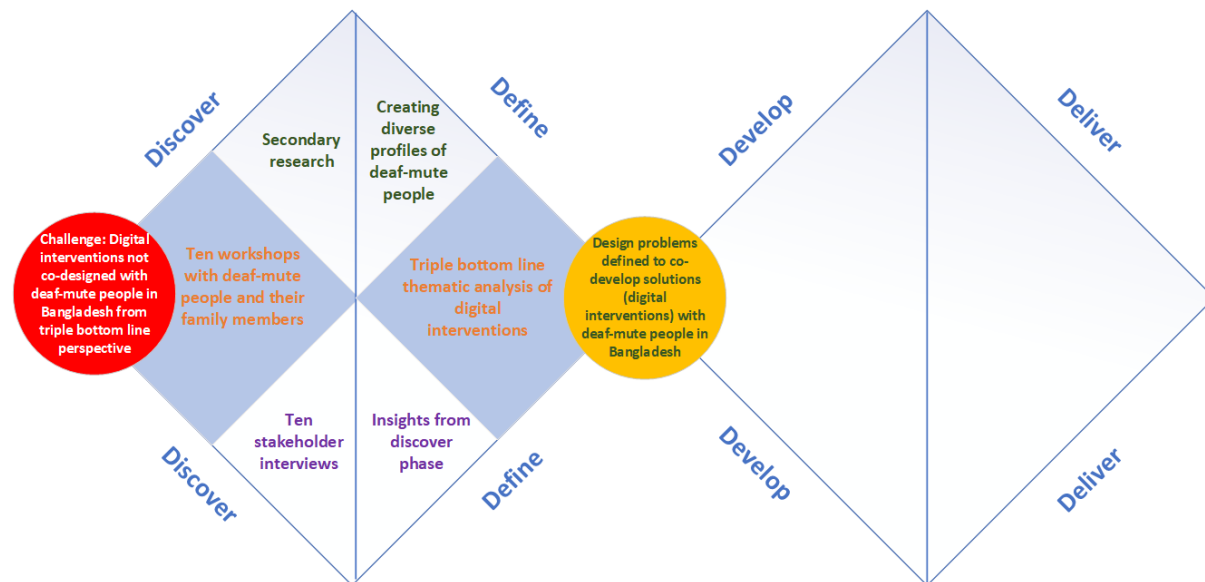 Discover
Define
Develop
Deliver
Secondary
research
Creating
diverse
profiles of
deaf-mute
people
Challenge: Digital
interventions not
co-designed with
deaf-mute people in
Bangladesh from
triple bottom line
perspective
Ten workshops
with deaf-mute
people and their
family members
Triple bottom line
thematic analysis of
digital
interventions
Design problems
defined to co-
develop solutions
(digital
interventions) with
deaf-mute people in
Bangladesh
Ten
stakeholder
interviews
Insights from
discover
phase
Discover
Define
Develop
Deliver